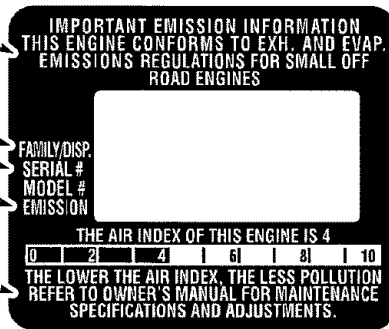 IMPORTANT EMISSION INFORMATION
THIS ENGINE CONFORMS TO EXH. AND EVAP.
EMISSIONS REGULATIONS FOR SMALL OFF
ROAD ENGINES
FAMILY/DISP.
SERIAL #
MODEL #
EMISSION
THE AIR INDEX OF THIS ENGINE IS 4
0 2 4 6 8 10
THE LOWER THE AIR INDEX, THE LESS POLLUTION
REFER TO OWNER'S MANUAL FOR MAINTENANCE
SPECIFICATIONS AND ADJUSTMENTS.